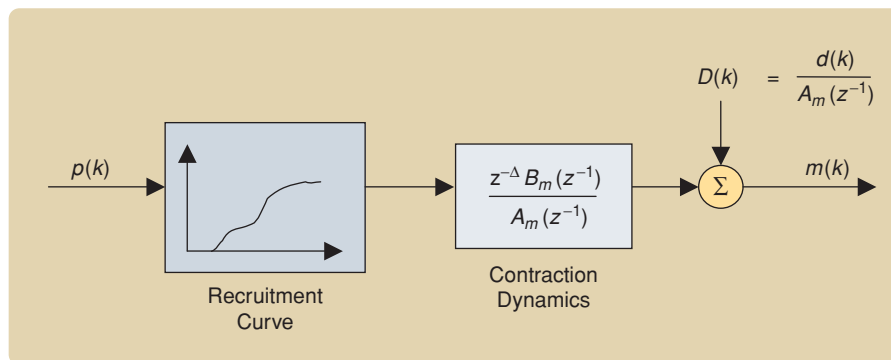 D(k) = d(k) / A_m(z⁻¹)
p(k)
Recruitment
Curve
z^{-Δ} B_m(z⁻¹) / A_m(z⁻¹)
Contraction
Dynamics
Σ
m(k)